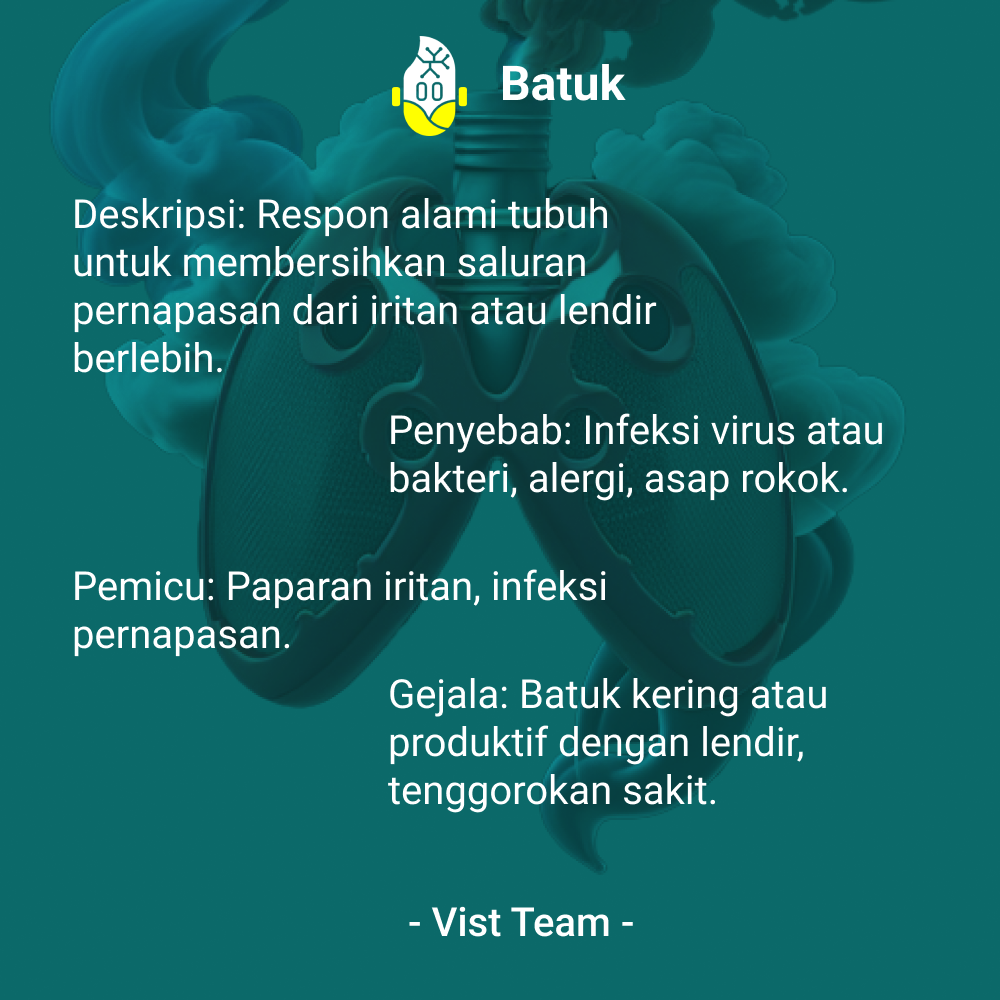 Batuk
Deskripsi: Respon alami tubuh
untuk membersihkan saluran
pernapasan dari iritan atau lendir
berlebih.
Penyebab: Infeksi virus atau
bakteri, alergi, asap rokok.
Pemicu: Paparan iritan, infeksi
pernapasan.
Gejala: Batuk kering atau
produktif dengan lendir,
tenggorokan sakit.
- Vist Team -